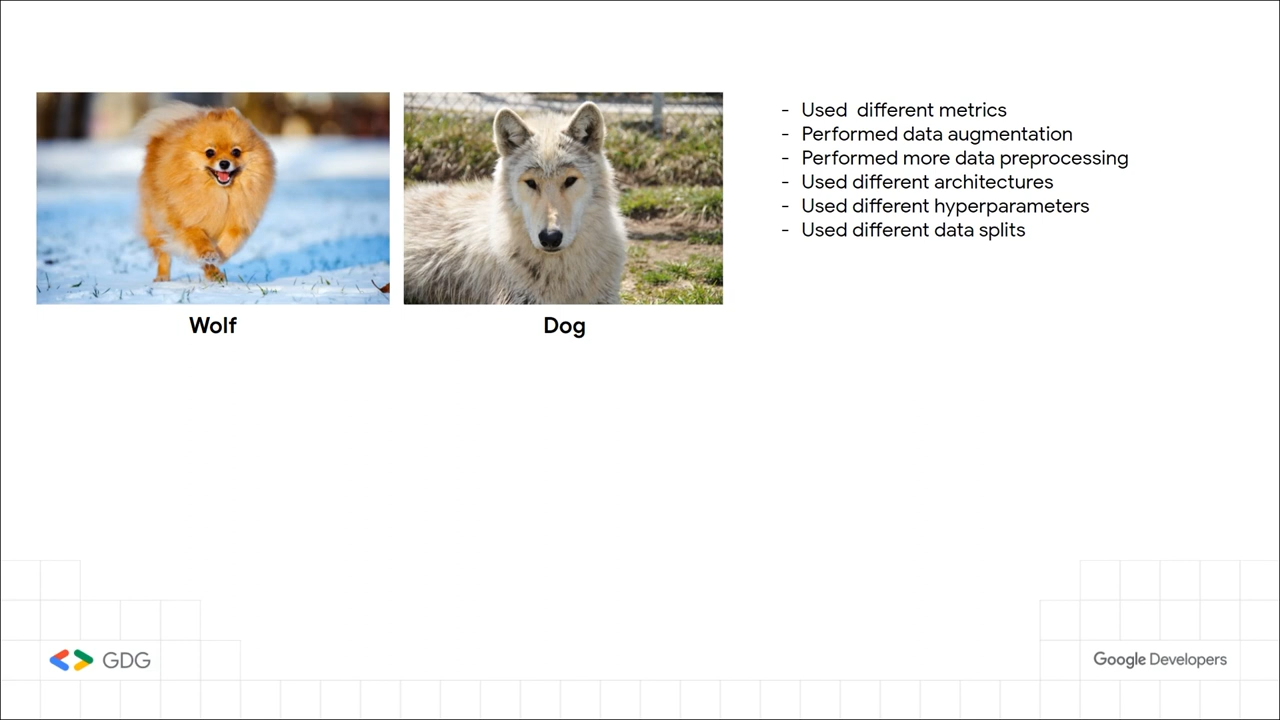 Wolf
Dog
- Used  different metrics
- Performed data augmentation
- Performed more data preprocessing
- Used different architectures
- Used different hyperparameters
- Used different data splits
GDG
Google Developers